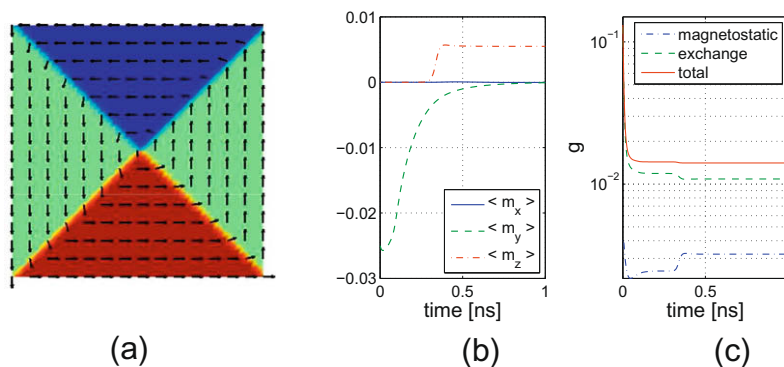 0.01
0
−0.01
−0.02
−0.03
0
0.5
1
time [ns]
< m_x >
< m_y >
< m_z >
10^{-1}
10^{-2}
g
0
0.5
time [ns]
magnetostatic
exchange
total
(a)
(b)
(c)